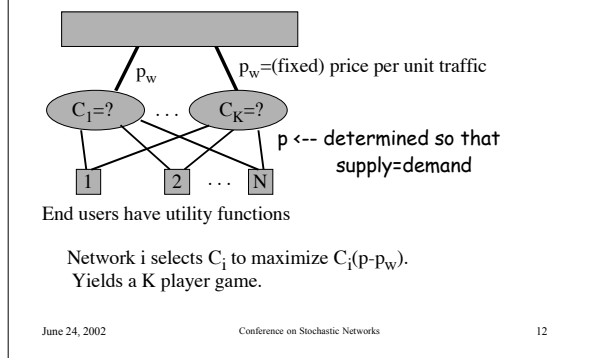 p_w
p_w=(fixed) price per unit traffic
C_1=? . . . C_K=?
p <-- determined so that
supply=demand
1 2 . . . N
End users have utility functions
Network i selects C_i to maximize C_i(p-p_w).
Yields a K player game.
June 24, 2002 Conference on Stochastic Networks 12